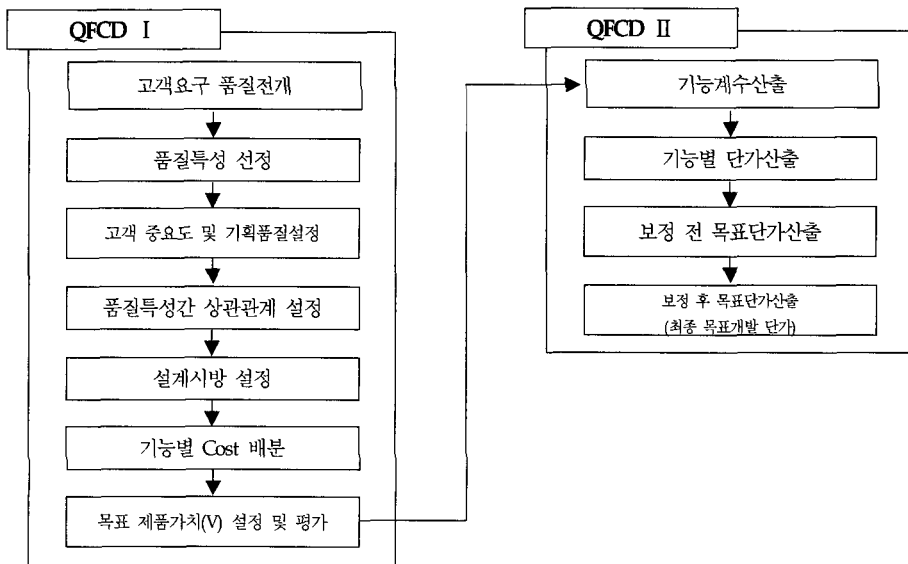 QFCD Ⅰ
고객요구 품질전개
품질특성 선정
고객 중요도 및 기획품질설정
품질특성간 상관관계 설정
설계시방 설정
기능별 Cost 배분
목표 제품가치(V) 설정 및 평가
QFCD Ⅱ
기능계수산출
기능별 단가산출
보정 전 목표단가산출
보정 후 목표단가산출
(최종 목표개발 단가)